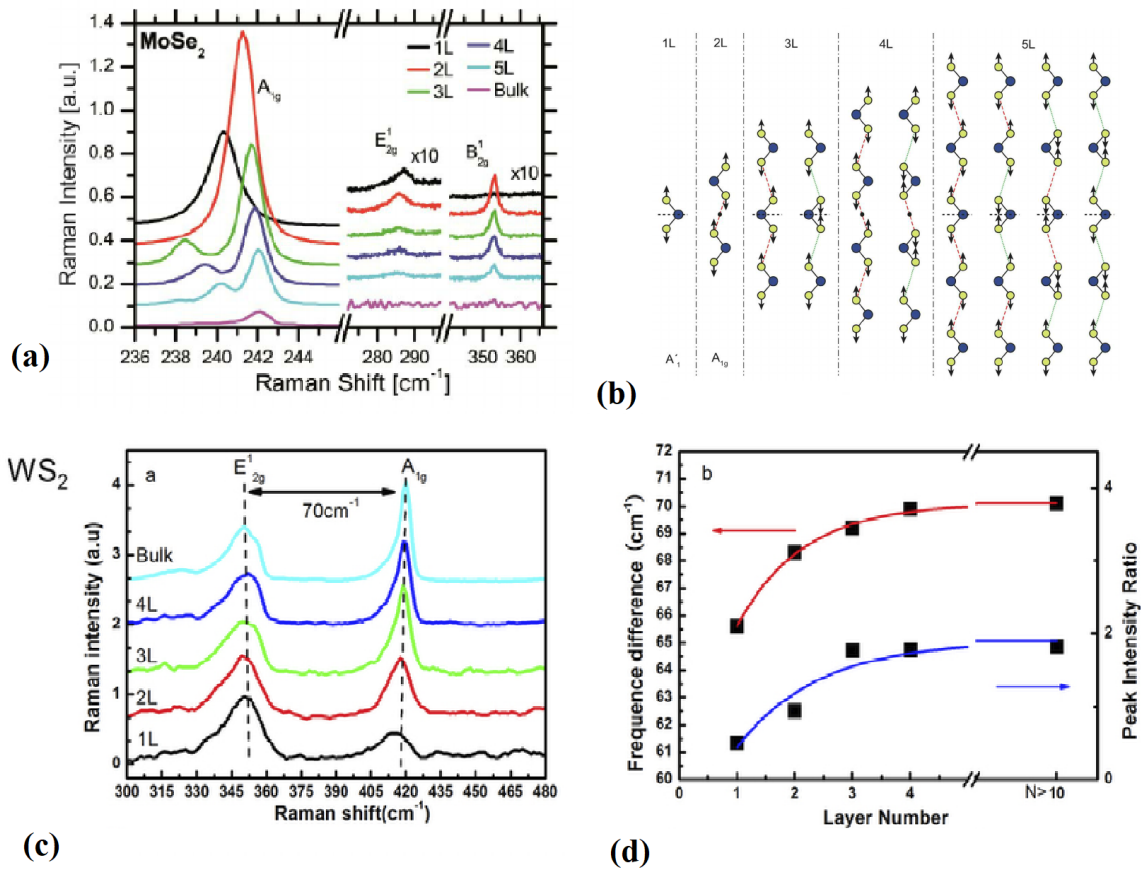 MoSe2
1L
2L
3L
4L
5L
Bulk
A1g
E12g
x10
B12g
x10
Raman Intensity [a.u.]
1.4
1.2
1.0
0.8
0.6
0.4
0.2
0.0
236 240 242 244 280 290 350 360
Raman Shift [cm-1]
(a)
1L 2L 3L 4L 5L
A'1 A1g
(b)
WS2
a
E12g
A1g
70cm-1
Bulk
4L
3L
2L
1L
Raman intensity (a.u)
4
3
2
1
0
300 315 330 345 360 375 390 405 420 435 450 465 480
Raman shift(cm-1)
(c)
b
Frequence difference (cm-1)
72
71
70
69
68
67
66
65
64
63
62
61
60
4
2
0
Peak Intensity Ratio
0 1 2 3 4 N>10
Layer Number
(d)